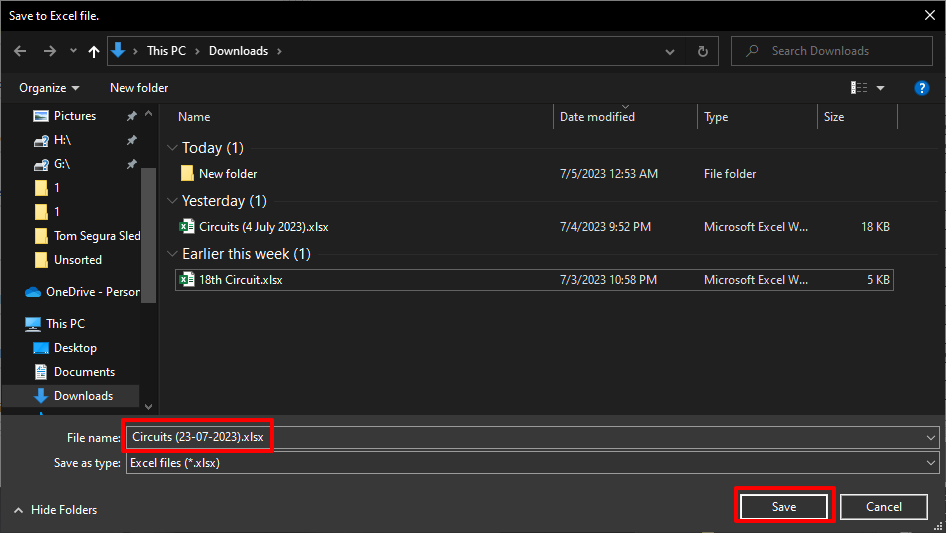 Save to Excel file.
This PC > Downloads >
Search Downloads
Organize
New folder
?
Pictures
H:\
G:\
1
1
Tom Segura Sled
Unsorted
OneDrive - Person
This PC
Desktop
Documents
Downloads
Name Date modified Type Size
Today (1)
New folder 7/5/2023 12:53 AM File folder
Yesterday (1)
Circuits (4 July 2023).xlsx 7/4/2023 9:52 PM Microsoft Excel W... 18 KB
Earlier this week (1)
18th Circuit.xlsx 7/3/2023 10:58 PM Microsoft Excel W... 5 KB
File name: Circuits (23-07-2023).xlsx
Save as type: Excel files (*.xlsx)
Hide Folders
Save
Cancel